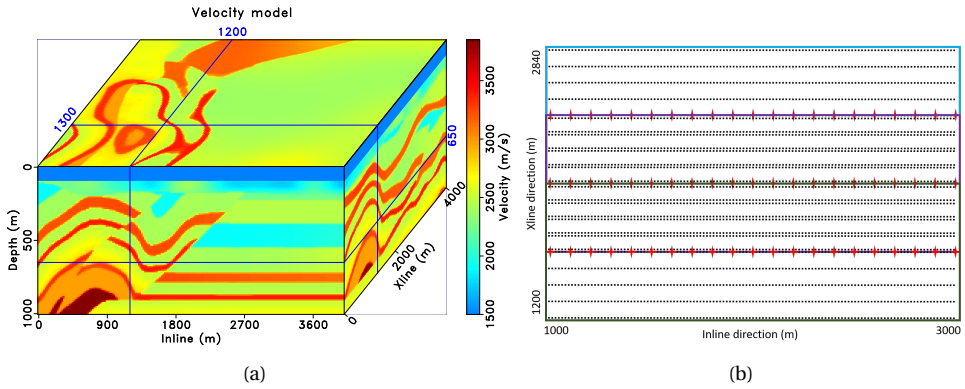 Velocity model
1200
1300
650
0
500
1000
Depth (m)
0
900
1800
2700
3600
Inline (m)
0
2000
4000
Xline (m)
3500
3000
2500
2000
1500
Velocity (m/s)
(a)
2840
Xline direction (m)
1200
1000
Inline direction (m)
3000
(b)